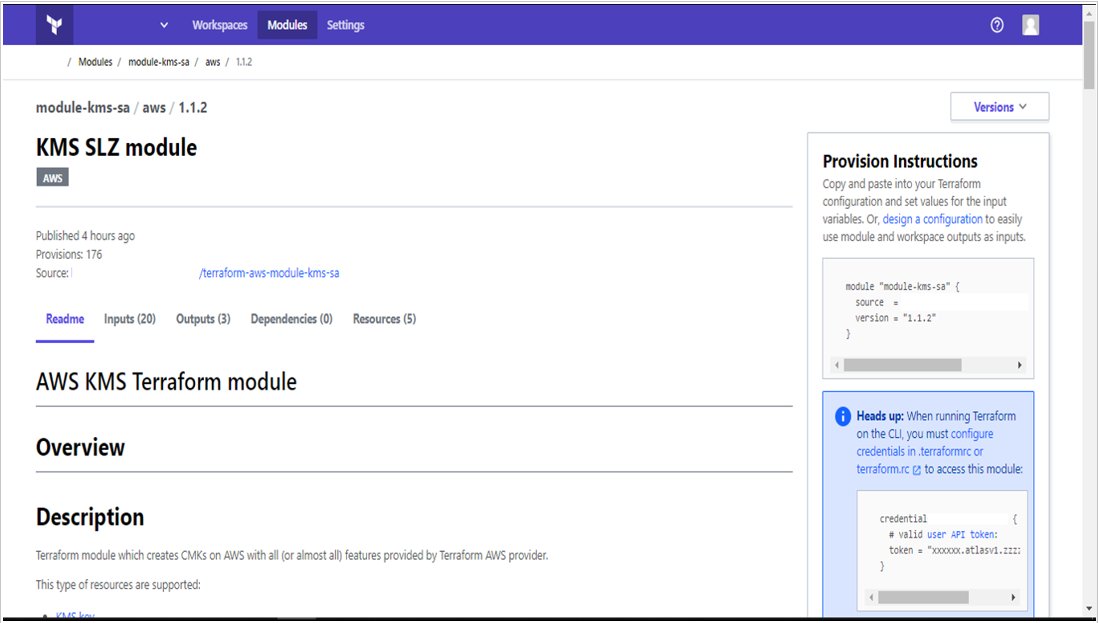 Workspaces Modules Settings
/ Modules / module-kms-sa / aws / 1.1.2
module-kms-sa / aws / 1.1.2
Versions
KMS SLZ module
AWS
Published 4 hours ago
Provisions: 176
Source: /terraform-aws-module-kms-sa
Readme Inputs (20) Outputs (3) Dependencies (0) Resources (5)
AWS KMS Terraform module
Overview
Description
Terraform module which creates CMKs on AWS with all (or almost all) features provided by Terraform AWS provider.
This type of resources are supported:
KMS key
Provision Instructions
Copy and paste into your Terraform
configuration and set values for the input
variables. Or, design a configuration to easily
use module and workspace outputs as inputs.
module "module-kms-sa" {
source =
version = "1.1.2"
}
Heads up: When running Terraform
on the CLI, you must configure
credentials in .terraformrc or
terraform.rc to access this module:
credential {
# valid user API token:
token = "xxxxxx.atlasv1.zzz
}